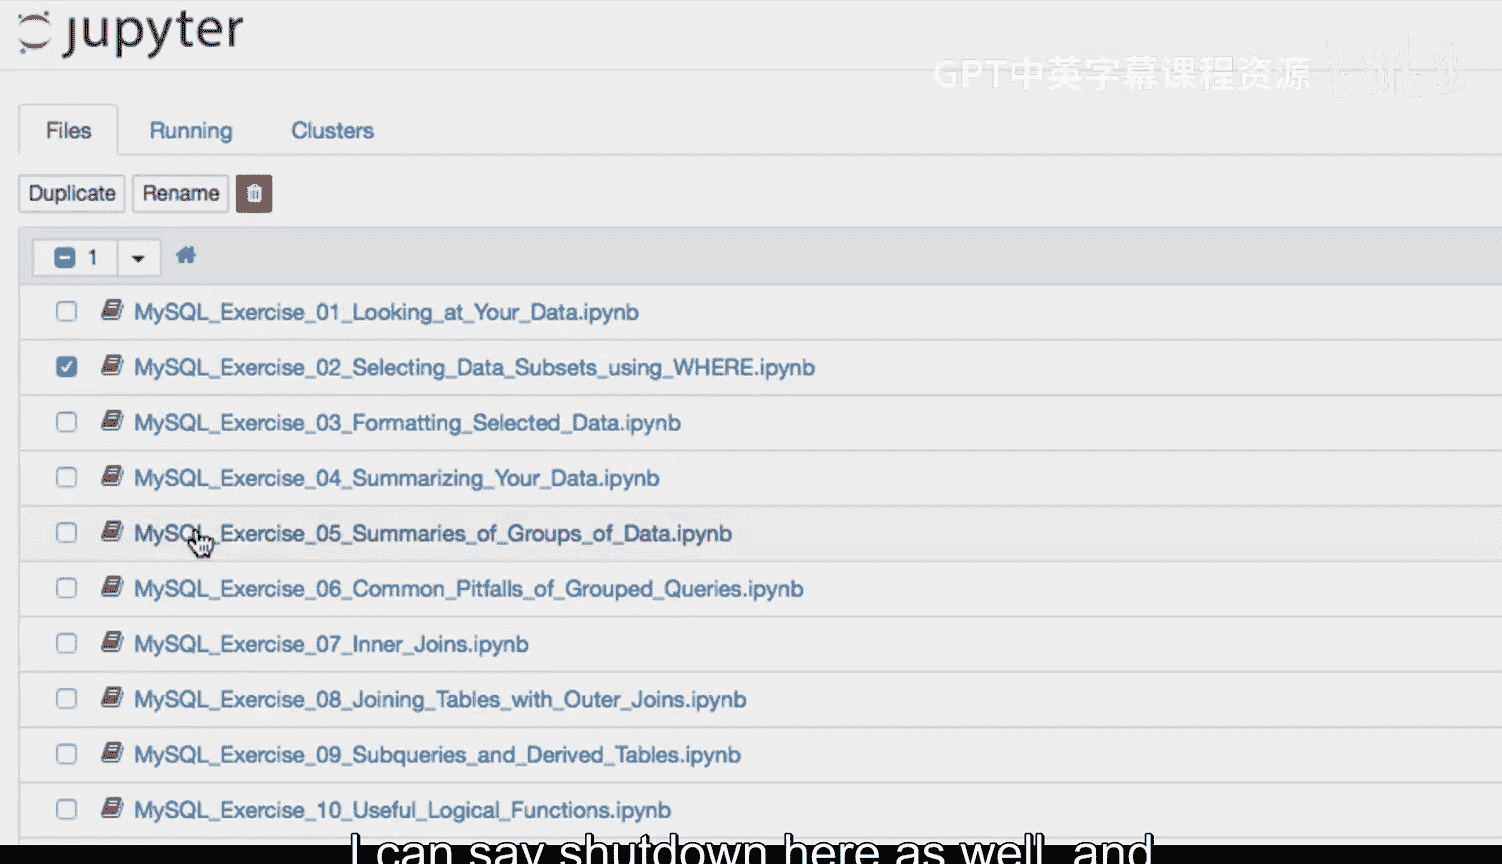 jupyter
GPT中英字幕课程资源
Files Running Clusters
Duplicate Rename
1
MySQL_Exercise_01_Looking_at_Your_Data.ipynb
MySQL_Exercise_02_Selecting_Data_Subsets_using_WHERE.ipynb
MySQL_Exercise_03_Formatting_Selected_Data.ipynb
MySQL_Exercise_04_Summarizing_Your_Data.ipynb
MySQL_Exercise_05_Summaries_of_Groups_of_Data.ipynb
MySQL_Exercise_06_Common_Pitfalls_of_Grouped_Queries.ipynb
MySQL_Exercise_07_Inner_Joins.ipynb
MySQL_Exercise_08_Joining_Tables_with_Outer_Joins.ipynb
MySQL_Exercise_09_Subqueries_and_Derived_Tables.ipynb
MySQL_Exercise_10_Useful_Logical_Functions.ipynb
I can say shutdown here as well, and